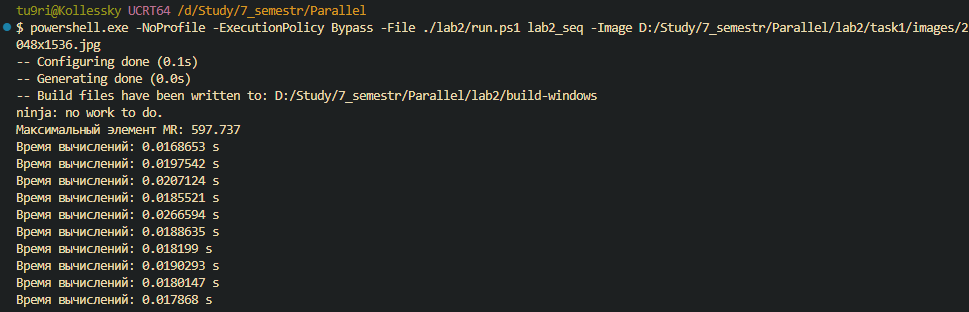 tu9ri@Kollessky UCRT64 /d/Study/7_semestr/Parallel
$ powershell.exe -NoProfile -ExecutionPolicy Bypass -File ./lab2/run.ps1 lab2_seq -Image D:/Study/7_semestr/Parallel/lab2/task1/images/2
048x1536.jpg
-- Configuring done (0.1s)
-- Generating done (0.0s)
-- Build files have been written to: D:/Study/7_semestr/Parallel/lab2/build-windows
ninja: no work to do.
Максимальный элемент MR: 597.737
Время вычислений: 0.0168653 s
Время вычислений: 0.0197542 s
Время вычислений: 0.0207124 s
Время вычислений: 0.0185521 s
Время вычислений: 0.0266594 s
Время вычислений: 0.0188635 s
Время вычислений: 0.018199 s
Время вычислений: 0.0190293 s
Время вычислений: 0.0180147 s
Время вычислений: 0.017868 s